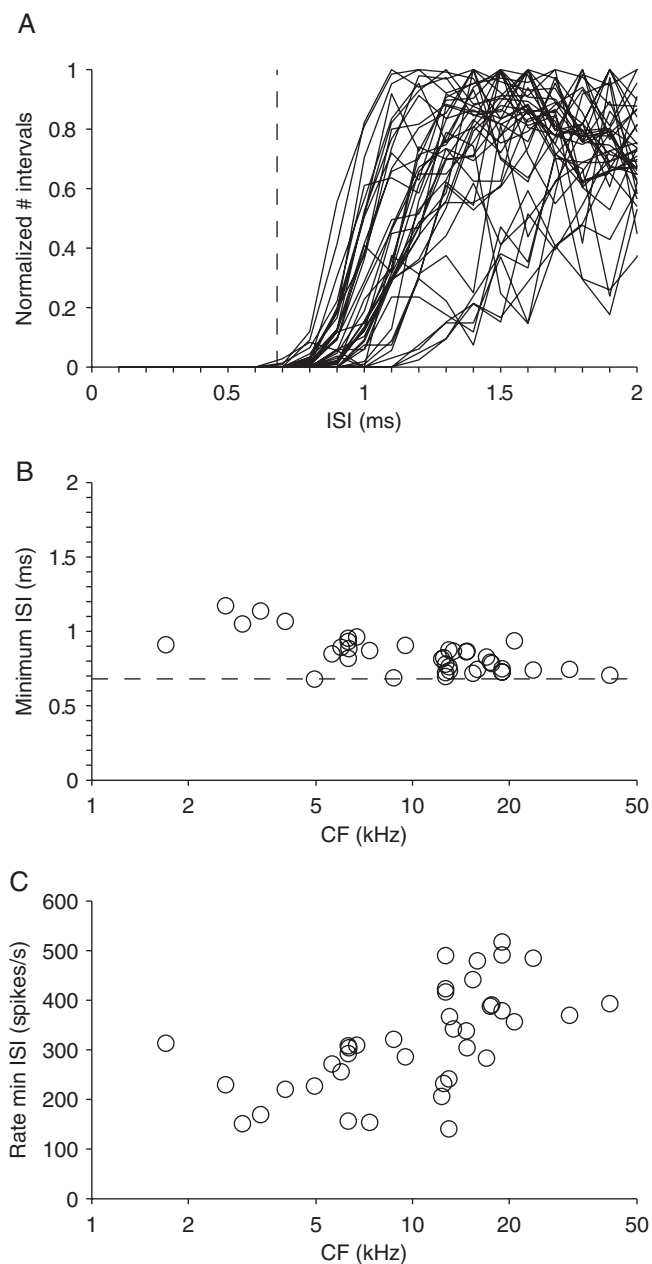 A
1
0.8
0.6
0.4
0.2
0
Normalized # intervals
0 0.5 1 1.5 2
ISI (ms)
B
2
1.5
1
0.5
0
Minimum ISI (ms)
1 2 5 10 20 50
CF (kHz)
C
600
500
400
300
200
100
0
Rate min ISI (spikes/s)
1 2 5 10 20 50
CF (kHz)